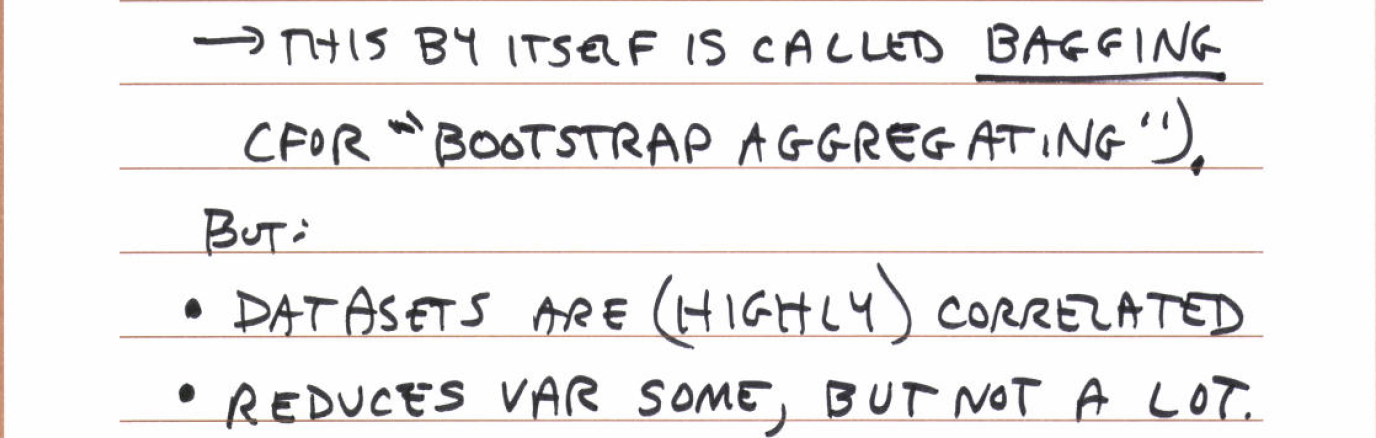 → THIS BY ITSELF IS CALLED BAGGING
(FOR "BOOTSTRAP AGGREGATING").
BUT:
• DATASETS ARE (HIGHLY) CORRELATED
• REDUCES VAR SOME, BUT NOT A LOT.